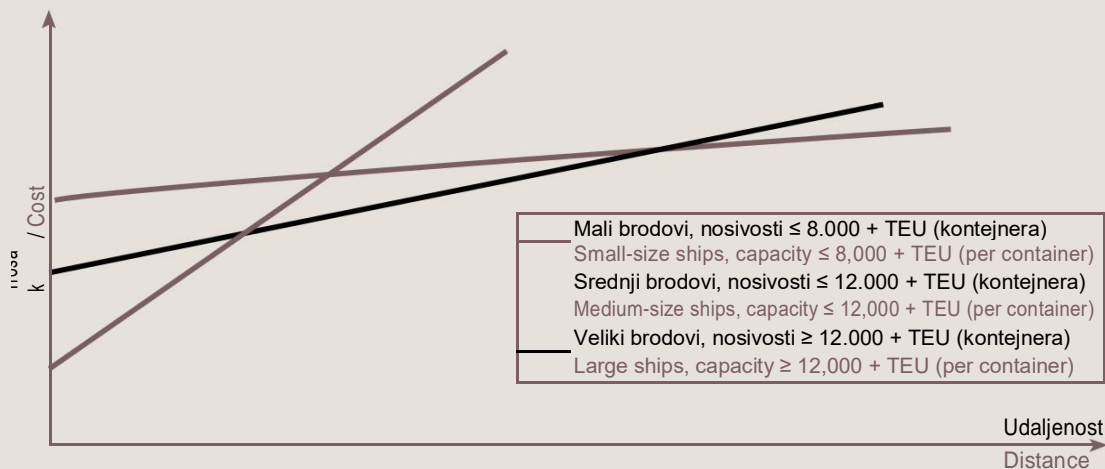 / Cost
k
Mali brodovi, nosivosti ≤ 8.000 + TEU (kontejnera)
Small-size ships, capacity ≤ 8,000 + TEU (per container)
Srednji brodovi, nosivosti ≤ 12.000 + TEU (kontejnera)
Medium-size ships, capacity ≤ 12,000 + TEU (per container)
Veliki brodovi, nosivosti ≥ 12.000 + TEU (kontejnera)
Large ships, capacity ≥ 12,000 + TEU (per container)
Udaljenost
Distance